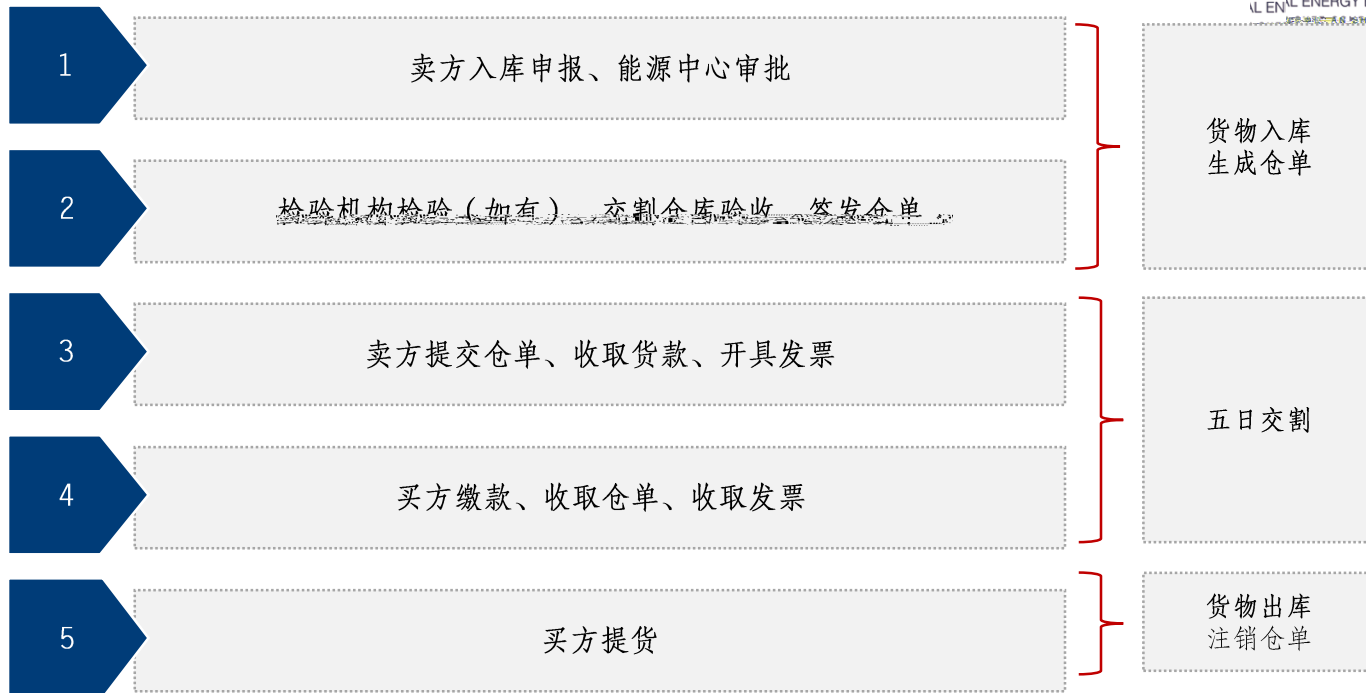 AL EN
AL ENERGY
1
卖方入库申报、能源中心审批
货物入库
生成仓单
2
检验机构检验（如有）、交割仓库验收、签发仓单
3
卖方提交仓单、收取货款、开具发票
五日交割
4
买方缴款、收取仓单、收取发票
5
买方提货
货物出库
注销仓单